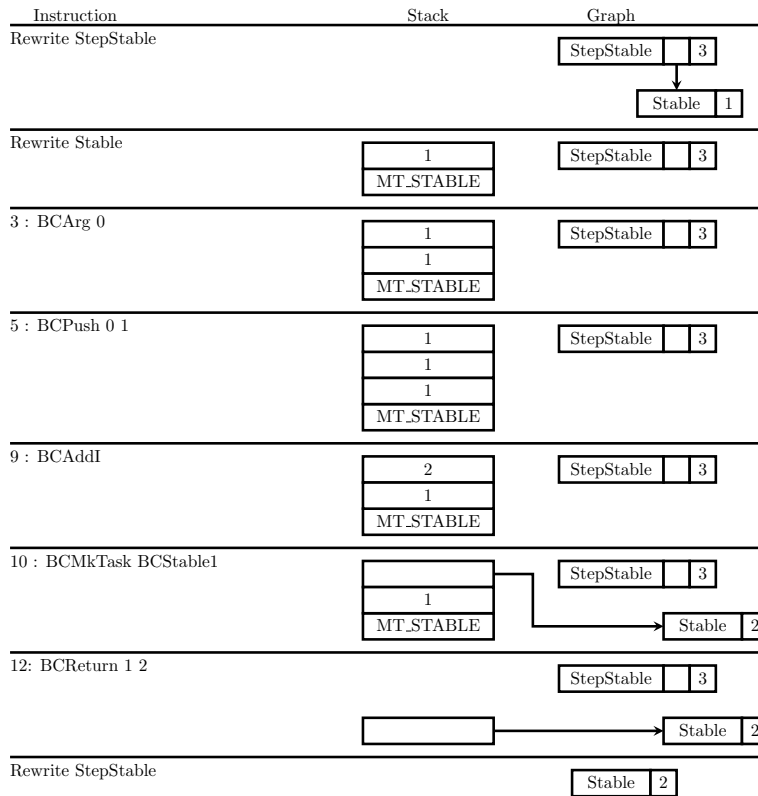 Instruction Stack Graph
Rewrite StepStable
StepStable 3
Stable 1
Rewrite Stable
1 StepStable 3
MT_STABLE
3 : BCArg 0
1 StepStable 3
1
MT_STABLE
5 : BCPush 0 1
1 StepStable 3
1
1
MT_STABLE
9 : BCAddI
2 StepStable 3
1
MT_STABLE
10 : BCMkTask BCStable1
StepStable 3
1
MT_STABLE Stable 2
12: BCReturn 1 2
StepStable 3
Stable 2
Rewrite StepStable
Stable 2